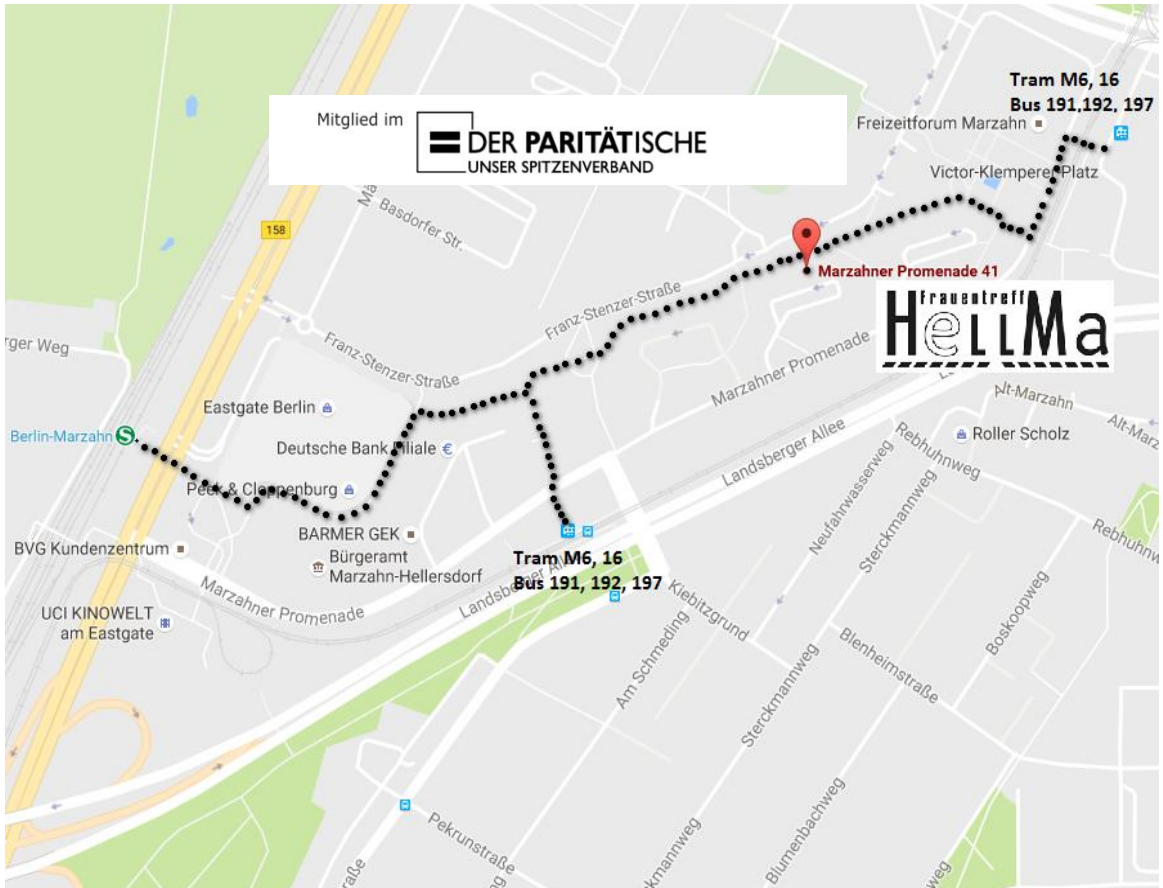 Tram M6, 16
Bus 191,192, 197
Mitglied im
DER PARITÄTISCHE
UNSER SPITZENVERBAND
Freizeitforum Marzahn
Victor-Klemperer-Platz
Basdorfer Str.
158
Marzahner Promenade 41
Frauentreff
HeLLMa
Franz-Stenzer-Straße
rger Weg
Franz-Stenzer-Straße
Marzahner Promenade
Alt-Marzahn
Alt-Marz
Eastgate Berlin
Berlin-Marzahn
S
Deutsche Bank Filiale
Roller Scholz
Rebhuhnweg
Landsberger Allee
Peek & Cloppenburg
Neufahrwasserweg
Sterckmannweg
Rebhuhnw
BARMER GEK
BVG Kundenzentrum
Bürgeramt
Marzahn-Hellersdorf
Tram M6, 16
Bus 191, 192, 197
Landsberger Allee
Marzahner Promenade
UCI KINOWELT
am Eastgate
Kiebitzgrund
Boskoopweg
Am Schmeding
Blenheimstraße
Sterckmannweg
Blumenbachweg
Pekrunstraße
ckmannweg